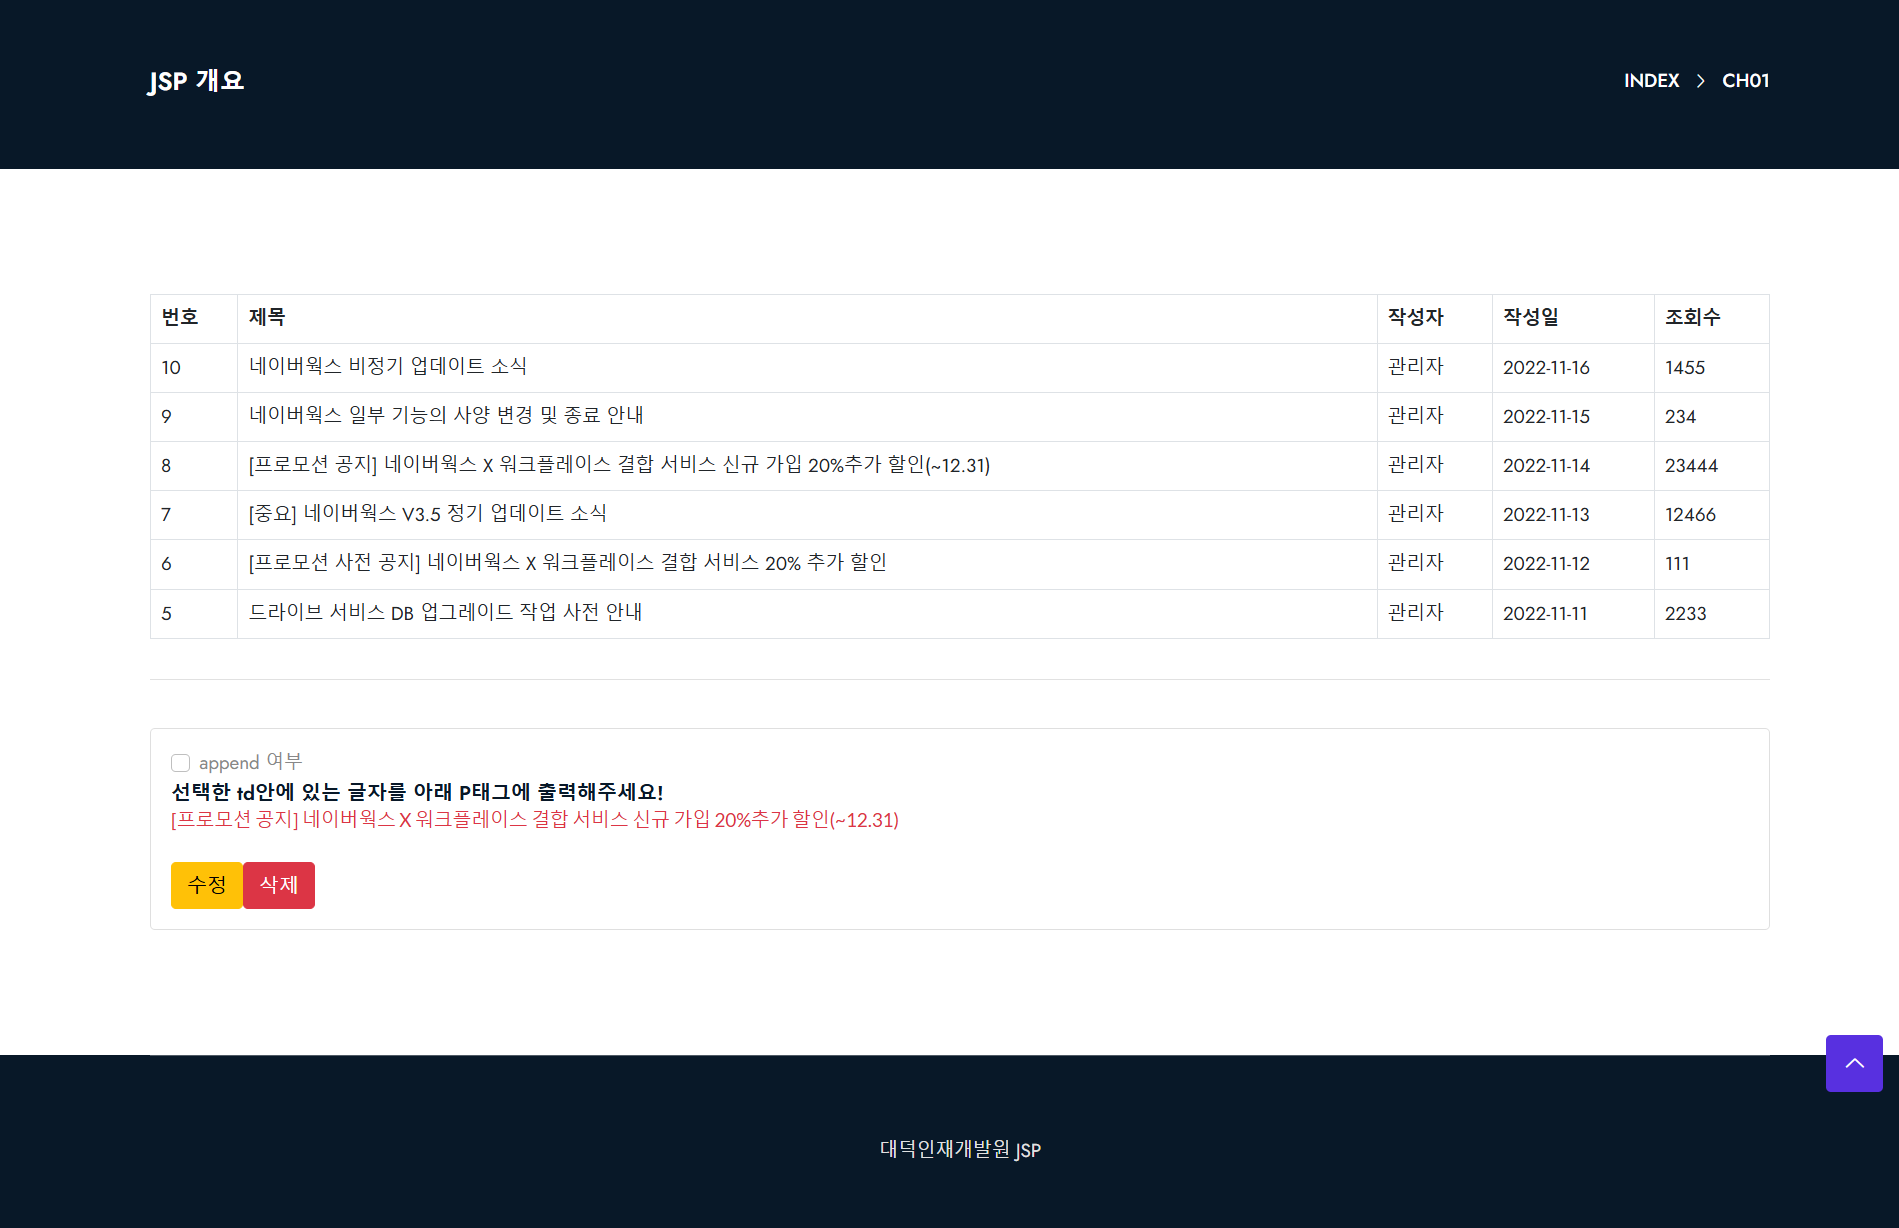 JSP 개요
INDEX > CH01
번호 제목 작성자 작성일 조회수
10 네이버웍스 비정기 업데이트 소식 관리자 2022-11-16 1455
9 네이버웍스 일부 기능의 사양 변경 및 종료 안내 관리자 2022-11-15 234
8 [프로모션 공지] 네이버웍스 X 워크플레이스 결합 서비스 신규 가입 20%추가 할인(~12.31) 관리자 2022-11-14 23444
7 [중요] 네이버웍스 V3.5 정기 업데이트 소식 관리자 2022-11-13 12466
6 [프로모션 사전 공지] 네이버웍스 X 워크플레이스 결합 서비스 20% 추가 할인 관리자 2022-11-12 111
5 드라이브 서비스 DB 업그레이드 작업 사전 안내 관리자 2022-11-11 2233
append 여부
선택한 td안에 있는 글자를 아래 P태그에 출력해주세요!
[프로모션 공지] 네이버웍스 X 워크플레이스 결합 서비스 신규 가입 20%추가 할인(~12.31)
수정 삭제
대덕인재개발원 JSP